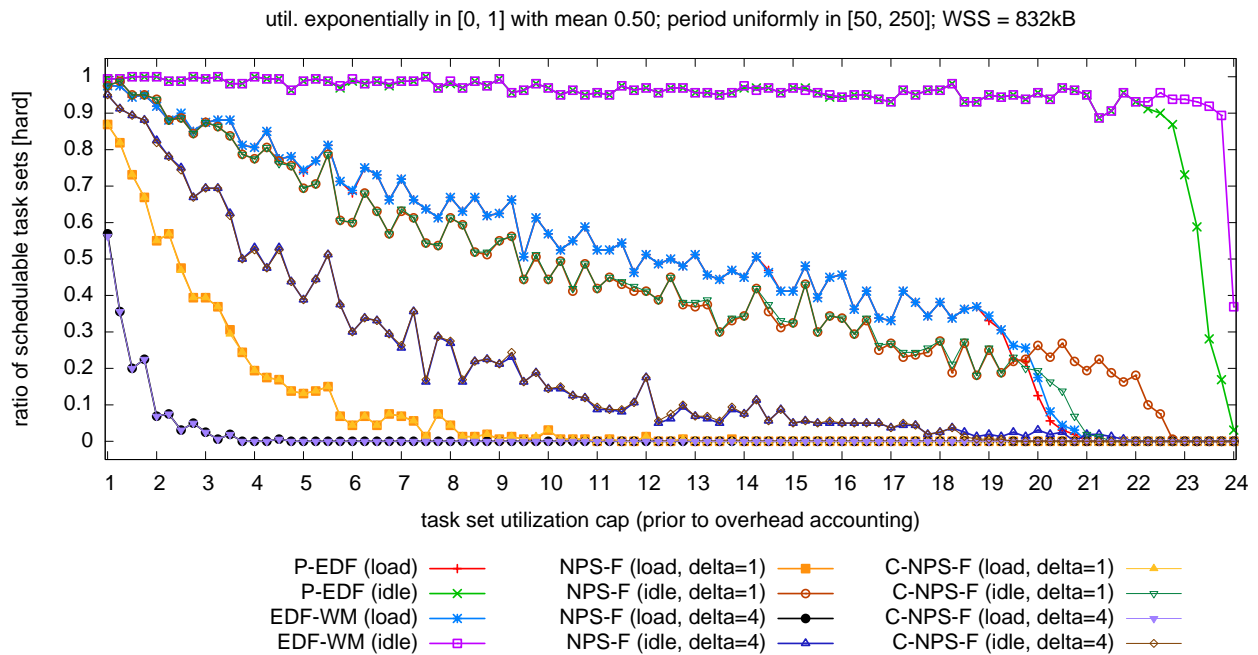 util. exponentially in [0, 1] with mean 0.50; period uniformly in [50, 250]; WSS = 832kB
ratio of schedulable task sets [hard]
1
0.9
0.8
0.7
0.6
0.5
0.4
0.3
0.2
0.1
0
1 2 3 4 5 6 7 8 9 10 11 12 13 14 15 16 17 18 19 20 21 22 23 24
task set utilization cap (prior to overhead accounting)
P-EDF (load) NPS-F (load, delta=1) C-NPS-F (load, delta=1)
P-EDF (idle) NPS-F (idle, delta=1) C-NPS-F (idle, delta=1)
EDF-WM (load) NPS-F (load, delta=4) C-NPS-F (load, delta=4)
EDF-WM (idle) NPS-F (idle, delta=4) C-NPS-F (idle, delta=4)